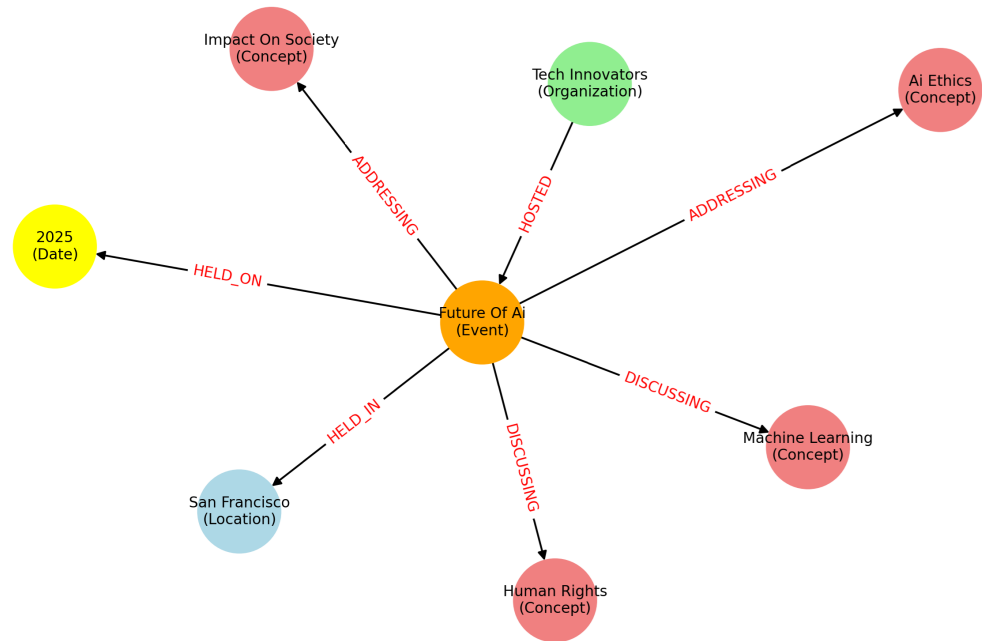 Impact On Society
(Concept)
Tech Innovators
(Organization)
Ai Ethics
(Concept)
ADDRESSING
HOSTED
ADDRESSING
2025
(Date)
HELD_ON
Future Of Ai
(Event)
DISCUSSING
HELD_IN
DISCUSSING
Machine Learning
(Concept)
San Francisco
(Location)
Human Rights
(Concept)